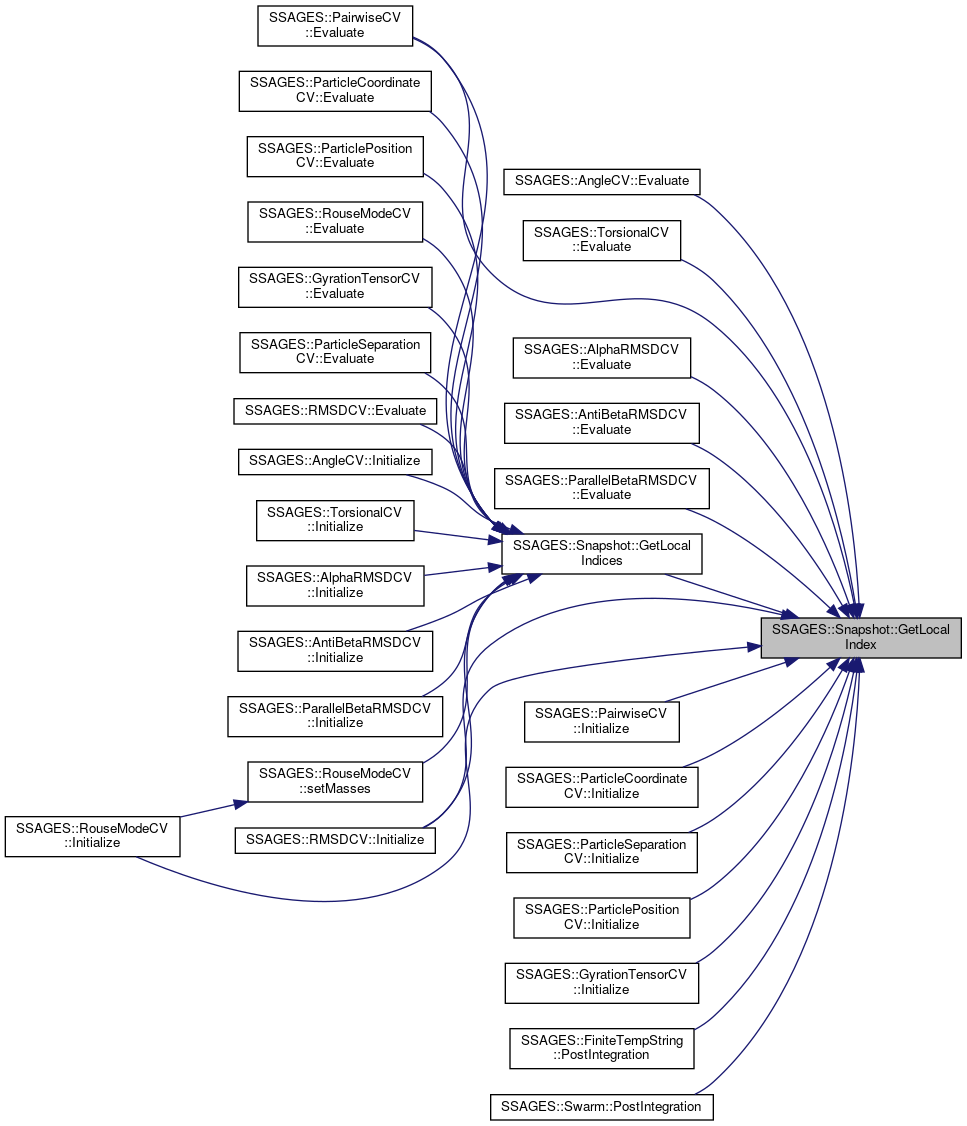 SSAGES::PairwiseCV
::Evaluate
SSAGES::ParticleCoordinate
CV::Evaluate
SSAGES::ParticlePosition
CV::Evaluate
SSAGES::RouseModeCV
::Evaluate
SSAGES::GyrationTensorCV
::Evaluate
SSAGES::ParticleSeparation
CV::Evaluate
SSAGES::RMSDCV::Evaluate
SSAGES::AngleCV::Initialize
SSAGES::TorsionalCV
::Initialize
SSAGES::AlphaRMSDCV
::Initialize
SSAGES::AntiBetaRMSDCV
::Initialize
SSAGES::ParallelBetaRMSDCV
::Initialize
SSAGES::RouseModeCV
::setMasses
SSAGES::RouseModeCV
::Initialize
SSAGES::RMSDCV::Initialize
SSAGES::AngleCV::Evaluate
SSAGES::TorsionalCV
::Evaluate
SSAGES::AlphaRMSDCV
::Evaluate
SSAGES::AntiBetaRMSDCV
::Evaluate
SSAGES::ParallelBetaRMSDCV
::Evaluate
SSAGES::Snapshot::GetLocal
Indices
SSAGES::Snapshot::GetLocal
Index
SSAGES::PairwiseCV
::Initialize
SSAGES::ParticleCoordinate
CV::Initialize
SSAGES::ParticleSeparation
CV::Initialize
SSAGES::ParticlePosition
CV::Initialize
SSAGES::GyrationTensorCV
::Initialize
SSAGES::FiniteTempString
::PostIntegration
SSAGES::Swarm::PostIntegration